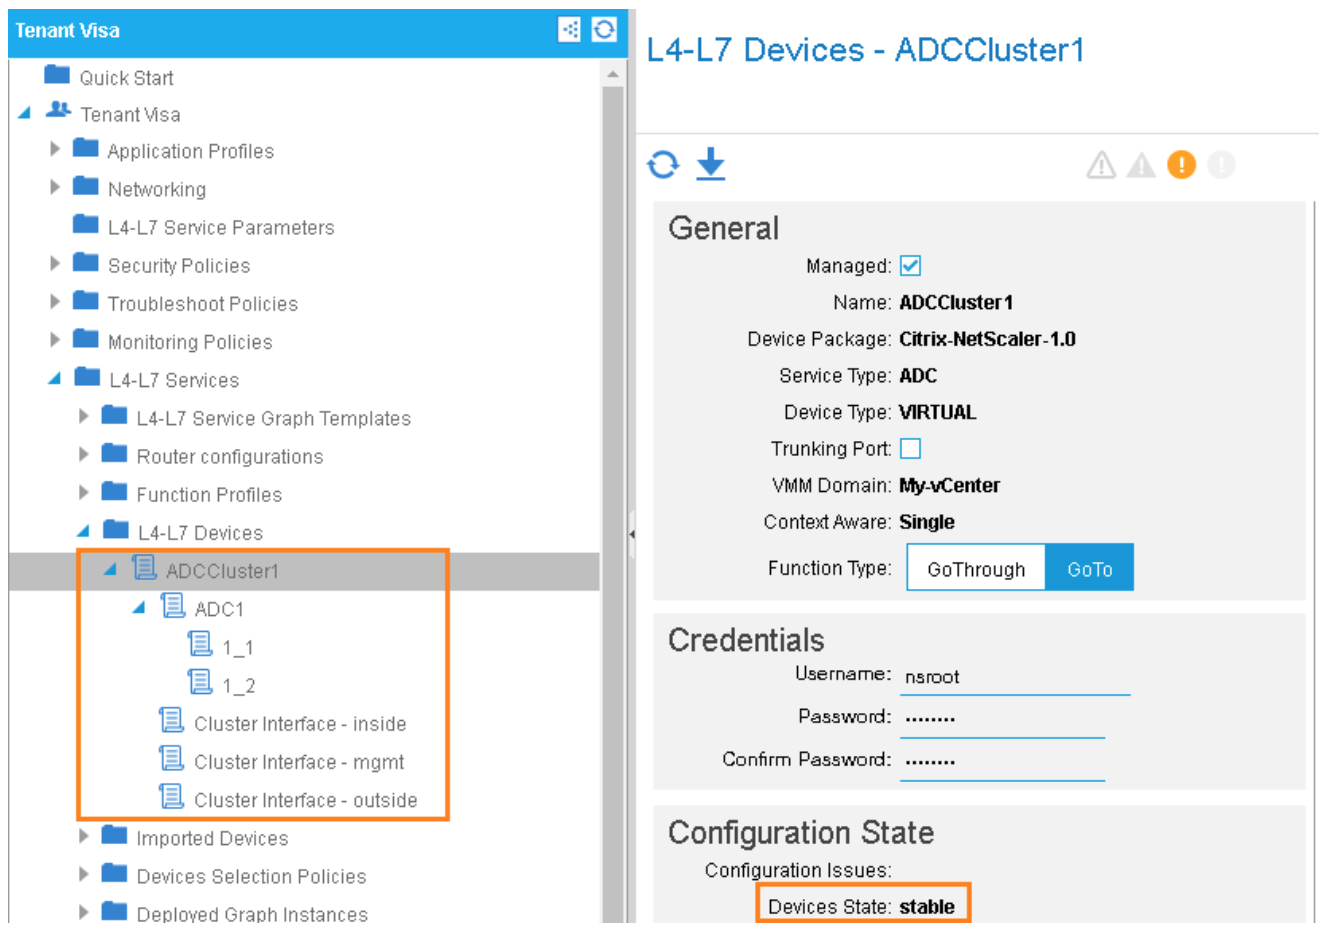 Tenant Visa
Quick Start
Tenant Visa
Application Profiles
Networking
L4-L7 Service Parameters
Security Policies
Troubleshoot Policies
Monitoring Policies
L4-L7 Services
L4-L7 Service Graph Templates
Router configurations
Function Profiles
L4-L7 Devices
ADCCluster1
ADC1
1_1
1_2
Cluster Interface - inside
Cluster Interface - mgmt
Cluster Interface - outside
Imported Devices
Devices Selection Policies
Deployed Graph Instances
L4-L7 Devices - ADCCluster1
General
Managed:
Name: ADCCluster1
Device Package: Citrix-NetScaler-1.0
Service Type: ADC
Device Type: VIRTUAL
Trunking Port:
VMM Domain: My-vCenter
Context Aware: Single
Function Type: GoThrough GoTo
Credentials
Username: nsroot
Password: ........
Confirm Password: ........
Configuration State
Configuration Issues:
Devices State: stable